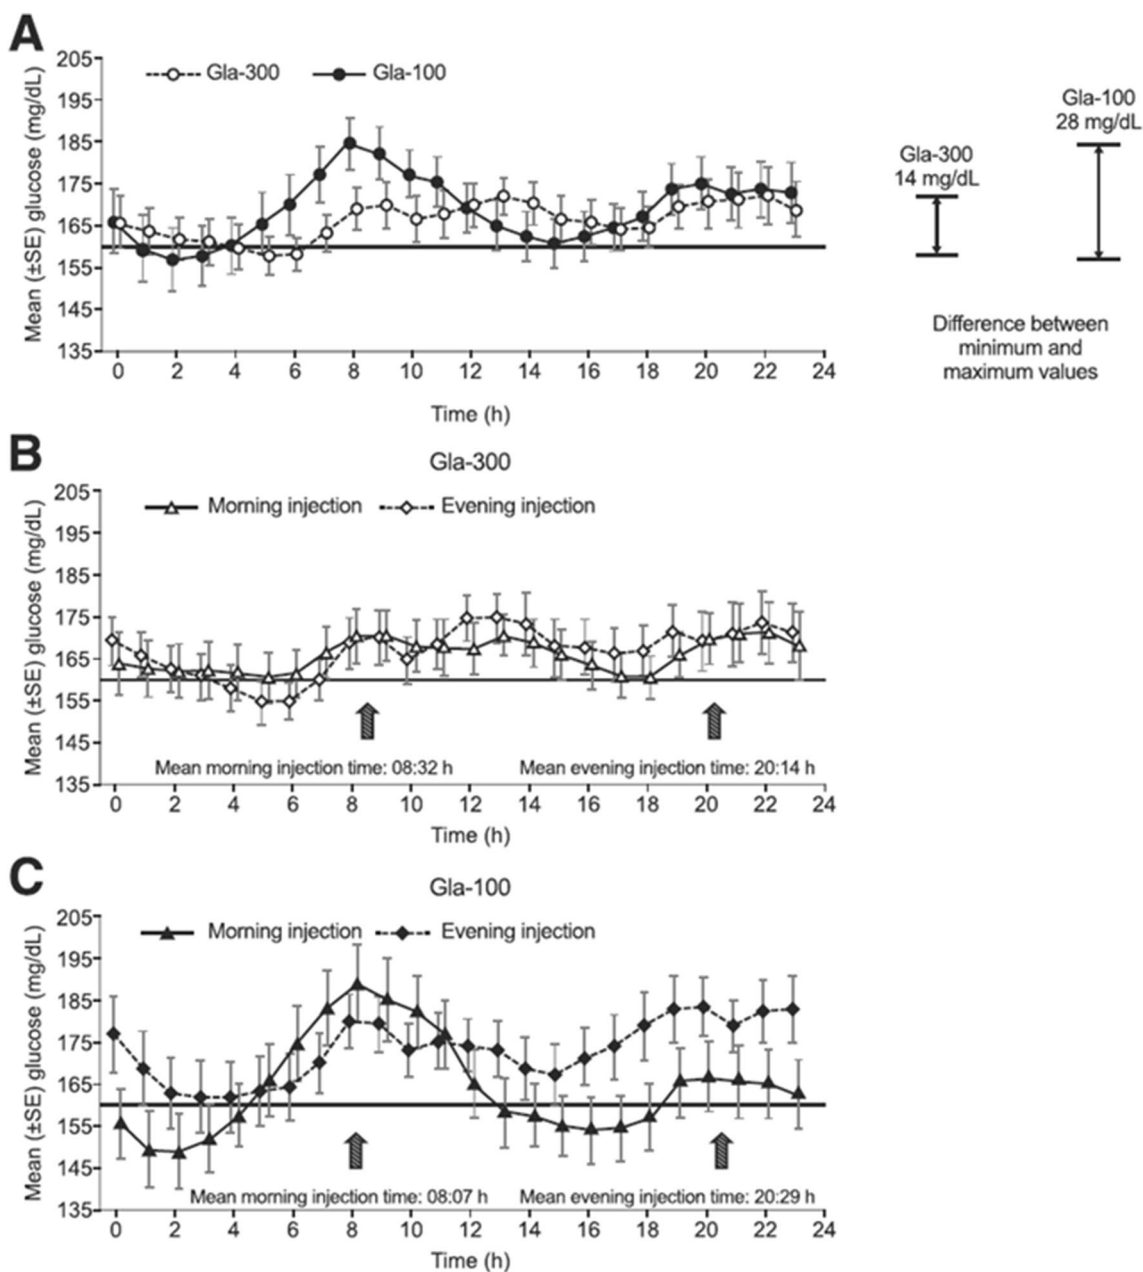 A
Mean (±SE) glucose (mg/dL)
205
195
185
175
165
155
145
135
Gla-300
Gla-100
0 2 4 6 8 10 12 14 16 18 20 22 24
Time (h)
Gla-300
14 mg/dL
Gla-100
28 mg/dL
Difference between
minimum and
maximum values
B
Gla-300
Mean (±SE) glucose (mg/dL)
205
195
185
175
165
155
145
135
Morning injection
Evening injection
Mean morning injection time: 08:32 h
Mean evening injection time: 20:14 h
0 2 4 6 8 10 12 14 16 18 20 22 24
Time (h)
C
Gla-100
Mean (±SE) glucose (mg/dL)
205
195
185
175
165
155
145
135
Morning injection
Evening injection
Mean morning injection time: 08:07 h
Mean evening injection time: 20:29 h
0 2 4 6 8 10 12 14 16 18 20 22 24
Time (h)